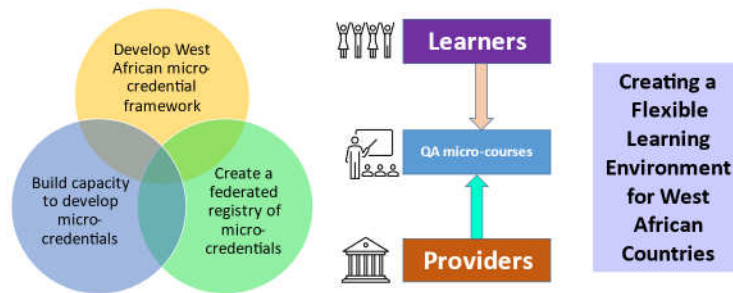 Develop West
African micro-
credential
framework
Build capacity
to develop
micro-
credentials
Create a
federated
registry of
micro-
credentials
Learners
QA micro-courses
Providers
Creating a
Flexible
Learning
Environment
for West
African
Countries